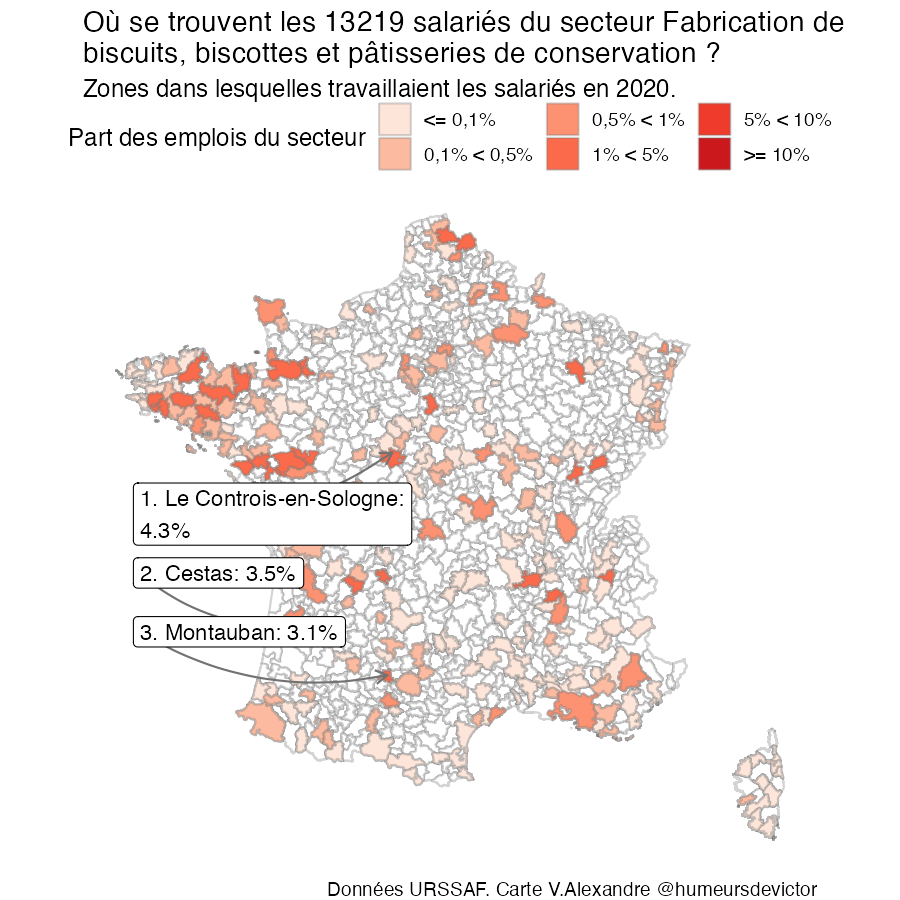 Où se trouvent les 13219 salariés du secteur Fabrication de
biscuits, biscottes et pâtisseries de conservation ?
Zones dans lesquelles travaillaient les salariés en 2020.
Part des emplois du secteur
<= 0,1%
0,1% < 0,5%
0,5% < 1%
1% < 5%
5% < 10%
>= 10%
1. Le Controis-en-Sologne:
4.3%
2. Cestas: 3.5%
3. Montauban: 3.1%
Données URSSAF. Carte V.Alexandre @humeursdevictor